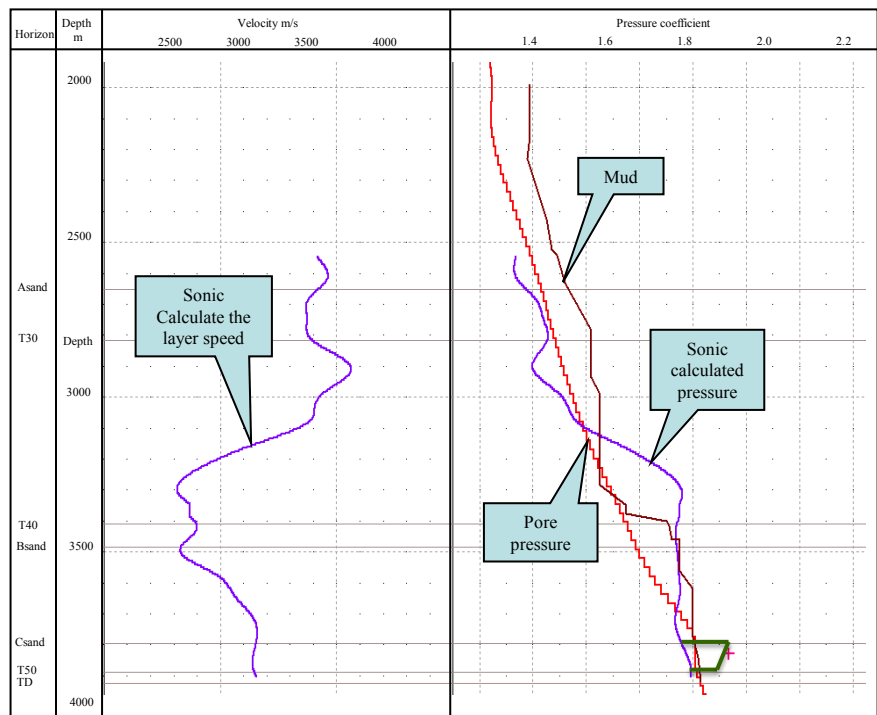 Horizon
Depth
m
Velocity m/s
2500 3000 3500 4000
Pressure coefficient
1.4 1.6 1.8 2.0 2.2
2000
2500
3000
3500
4000
Depth
Asand
T30
T40
Bsand
Csand
T50
TD
Sonic
Calculate the
layer speed
Mud
Sonic
calculated
pressure
Pore
pressure